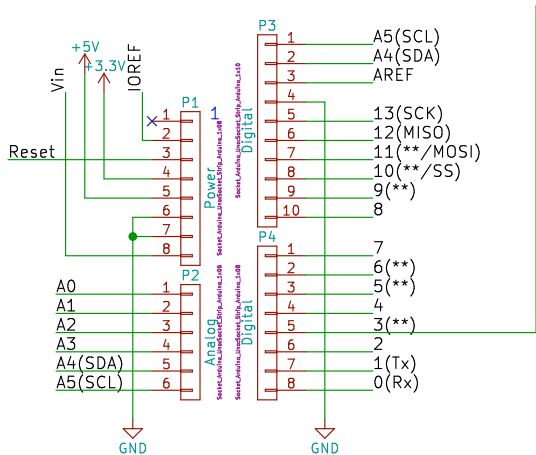 +5V
+3.3V
Vin
IOREF
Reset
P1
1
1
2
3
4
5
6
7
8
Power
Socket_Strip_Arduino_1x08
P2
A0
A1
A2
A3
A4(SDA)
A5(SCL)
1
2
3
4
5
6
Analog
Socket_Strip_Arduino_1x06
GND
P3
1
2
3
4
5
6
7
8
9
10
Digital
Socket_Strip_Arduino_1x10
A5(SCL)
A4(SDA)
AREF
13(SCK)
12(MISO)
11(**/MOSI)
10(**/SS)
9(**)
8
P4
1
2
3
4
5
6
7
8
Digital
Socket_Strip_Arduino_1x08
7
6(**)
5(**)
4
3(**)
2
1(Tx)
0(Rx)
GND